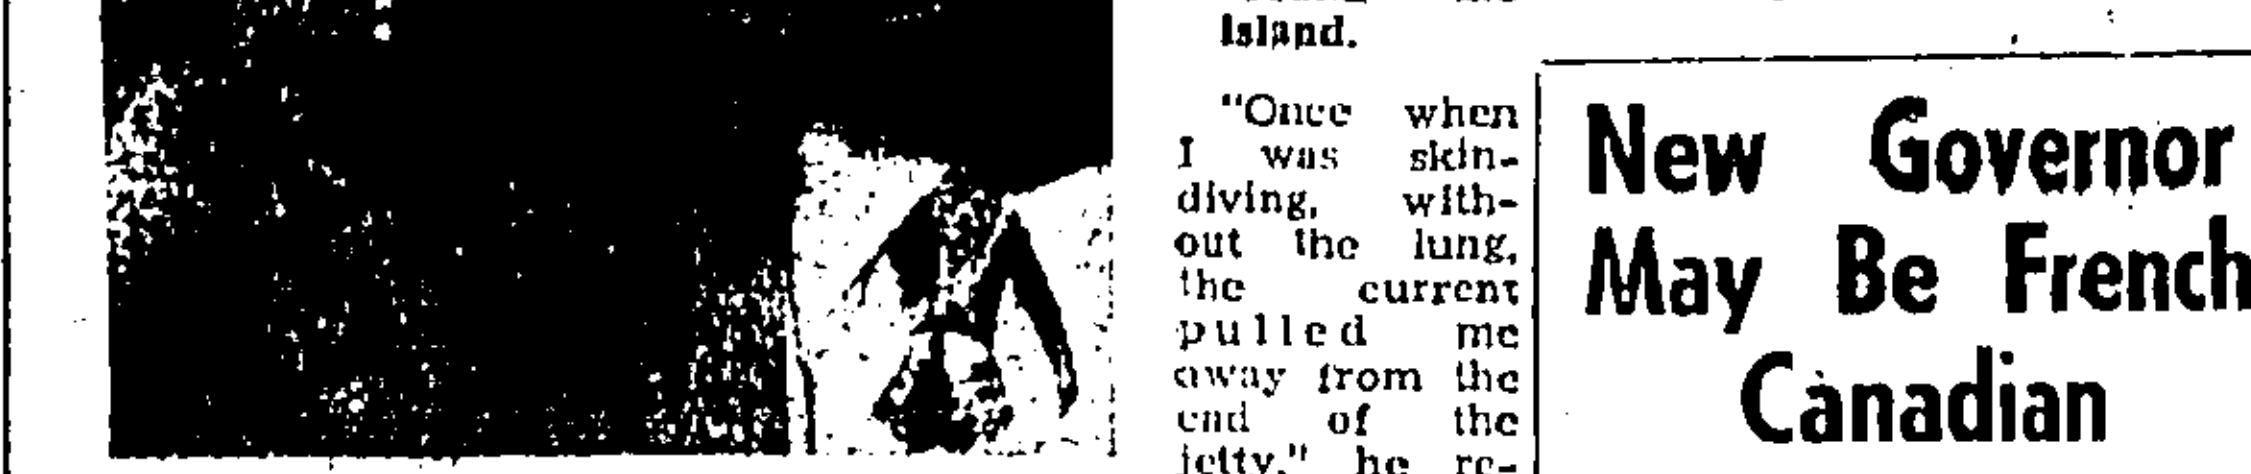 Island.
"Once when
I was skin-
diving, with-
out the lung,
the current
pulled me
away from the
end of the
jetty," he re-
New Governor
May Be French
Canadian